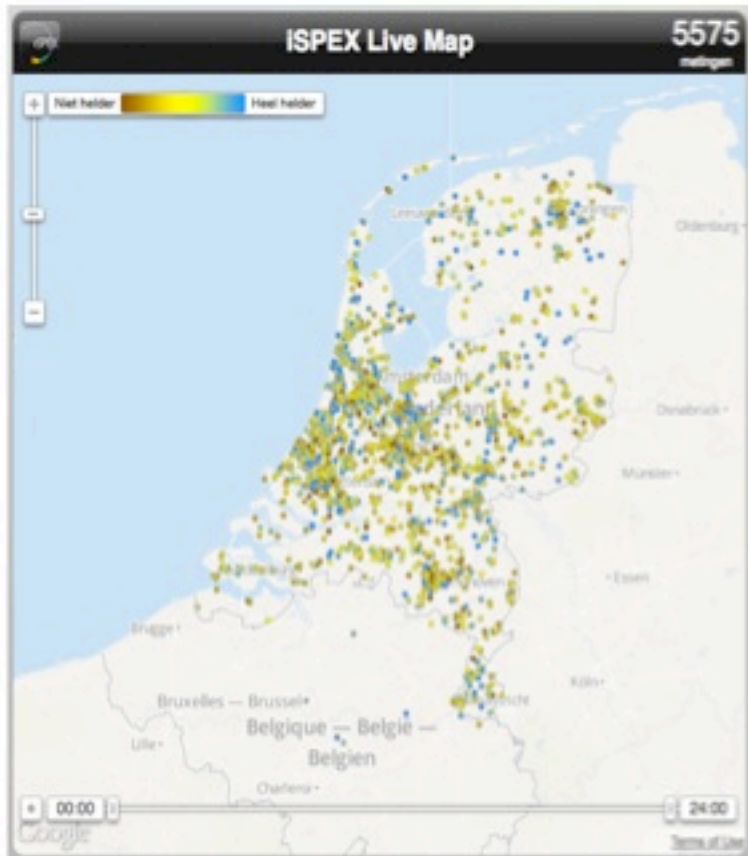 iSPEX Live Map
5575
metingen
+
Niet helder
Heel helder
−
Oldenburg
Amsterdam
Osnabrück
Münster
Essen
Brugge
Köln
Bruxelles — Brussel
Belgique — België —
Belgien
Lille
Charleroi
00:00
24:00
Google
Terms of Use